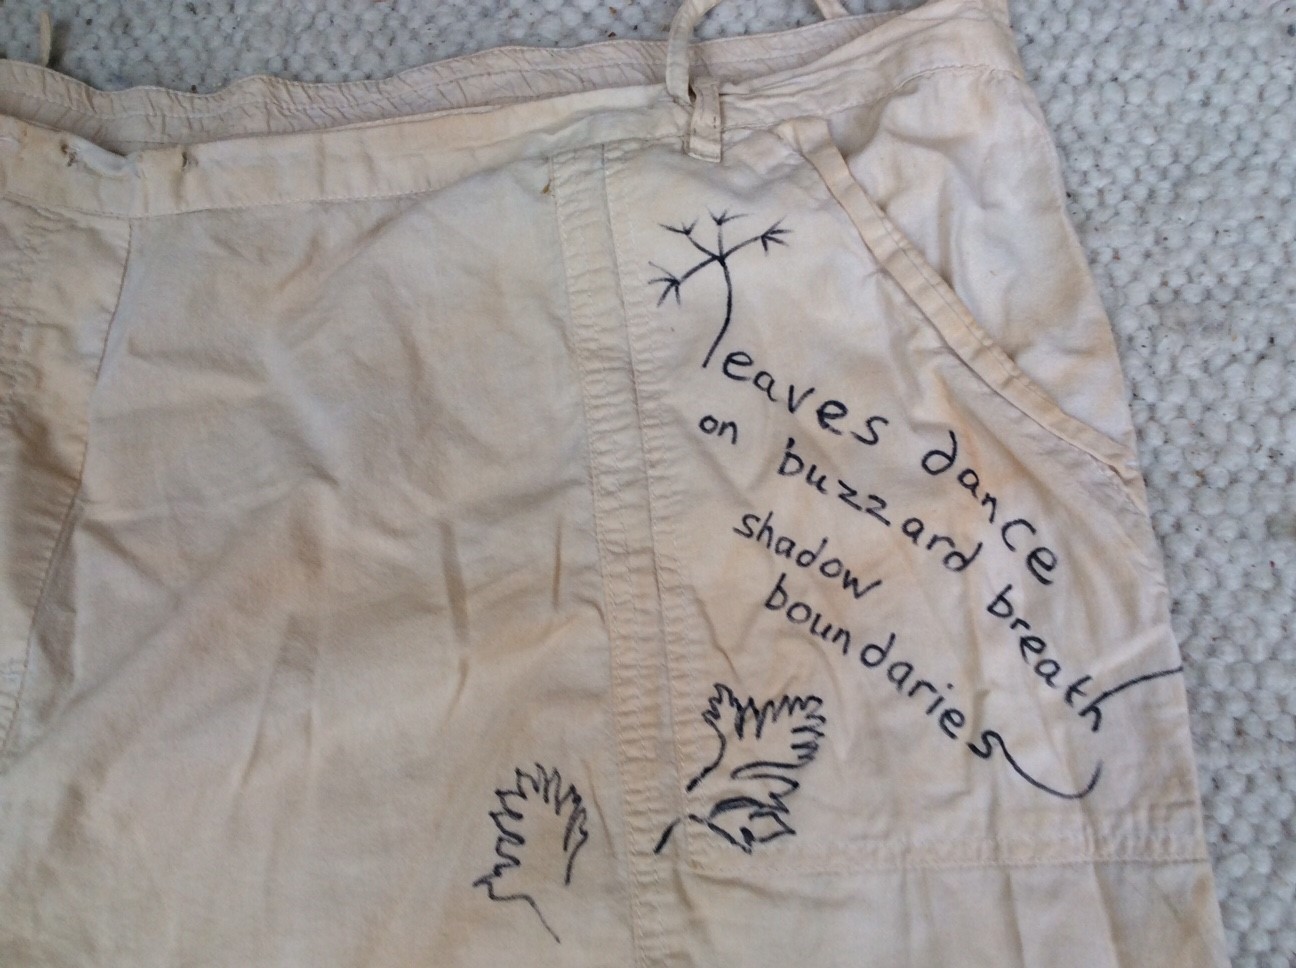 leaves dance
on buzzard breath
shadow
boundaries